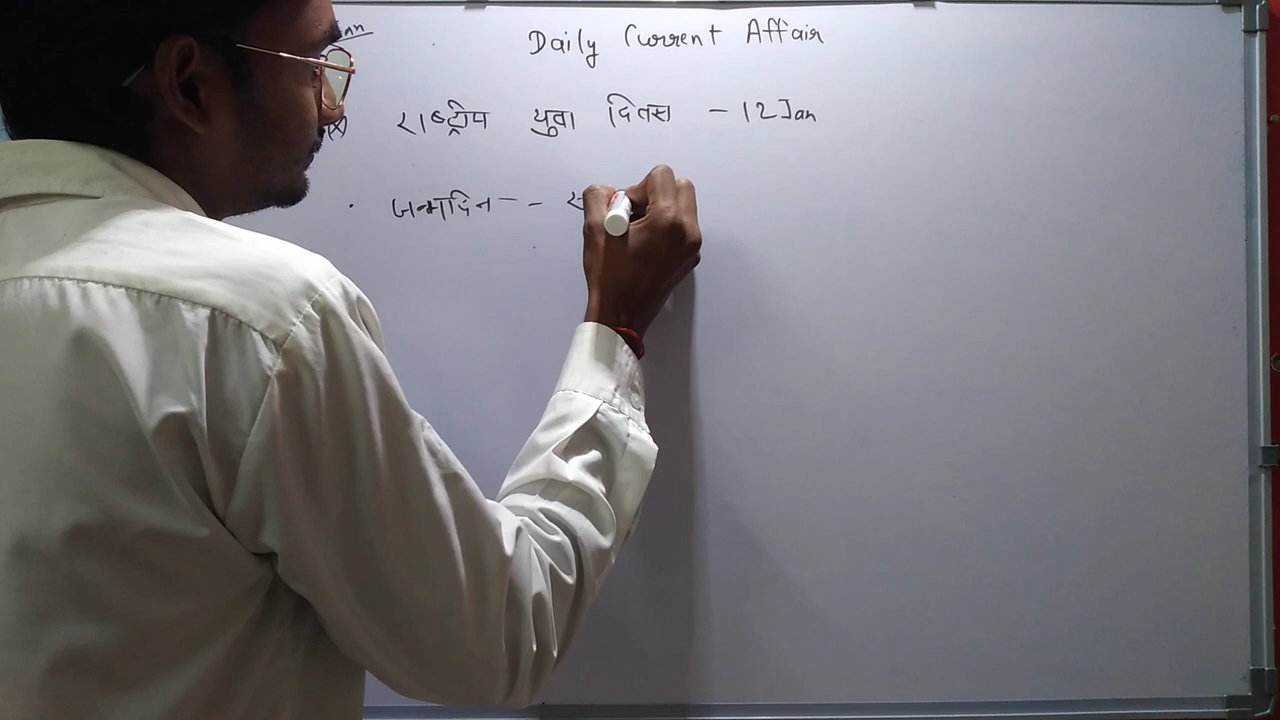 Daily Current Affair
राष्ट्रीय युवा दिवस - 12 Jan
जन्मदिन - -